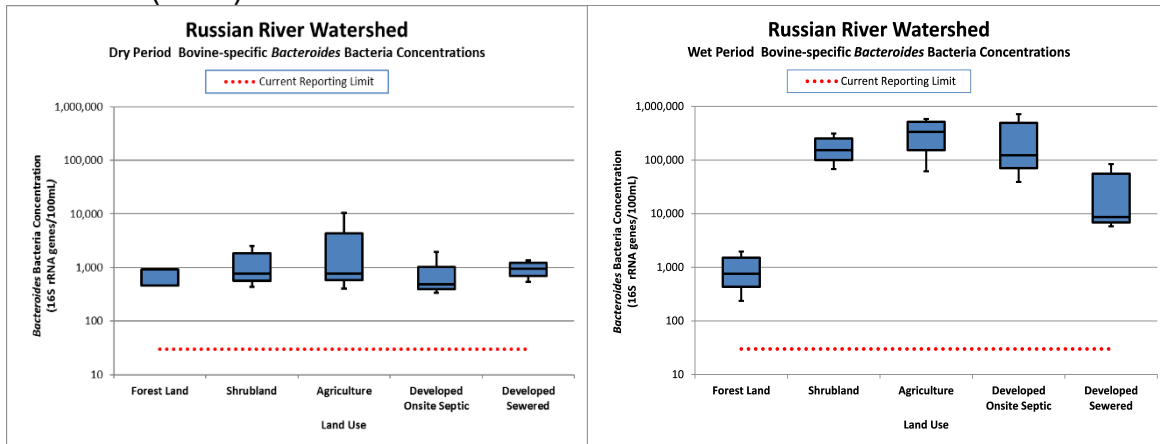 Russian River Watershed
Dry Period Bovine-specific Bacteroides Bacteria Concentrations
Current Reporting Limit
1,000,000
100,000
10,000
1,000
100
10
Bacteroides Bacteria Concentration
(16S rRNA genes/100mL)
Forest Land
Shrubland
Agriculture
Developed
Onsite Septic
Developed
Sewered
Land Use
Russian River Watershed
Wet Period Bovine-specific Bacteroides Bacteria Concentrations
Current Reporting Limit
1,000,000
100,000
10,000
1,000
100
10
Bacteroides Bacteria Concentration
(16S rRNA genes/100mL)
Forest Land
Shrubland
Agriculture
Developed
Onsite Septic
Developed
Sewered
Land Use